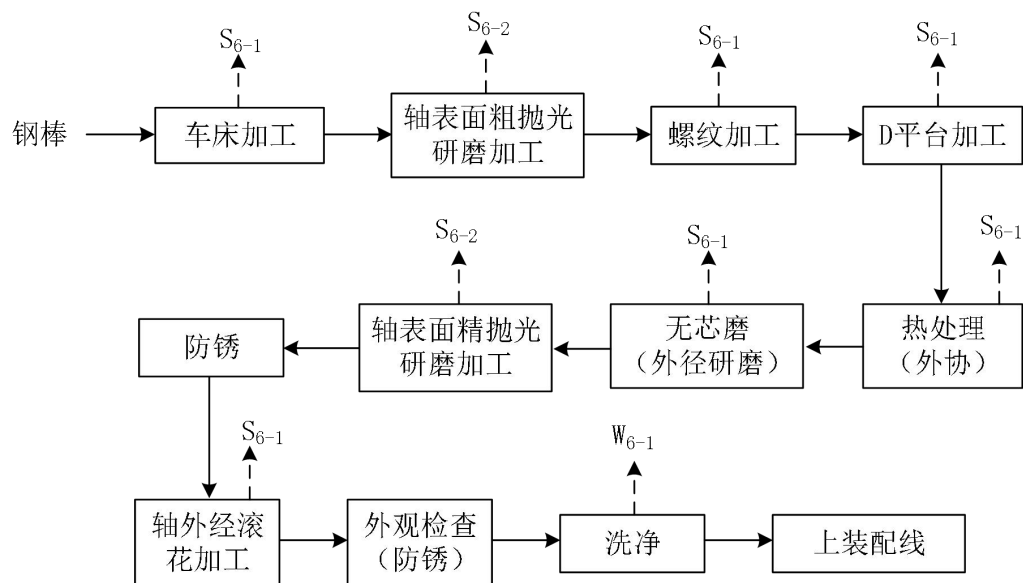 S6-1
S6-2
S6-1
S6-1
钢棒
车床加工
轴表面粗抛光
研磨加工
螺纹加工
D平台加工
S6-2
S6-1
S6-1
防锈
轴表面精抛光
研磨加工
无芯磨
（外径研磨）
热处理
（外协）
S6-1
W6-1
轴外经滚
花加工
外观检查
（防锈）
洗净
上装配线